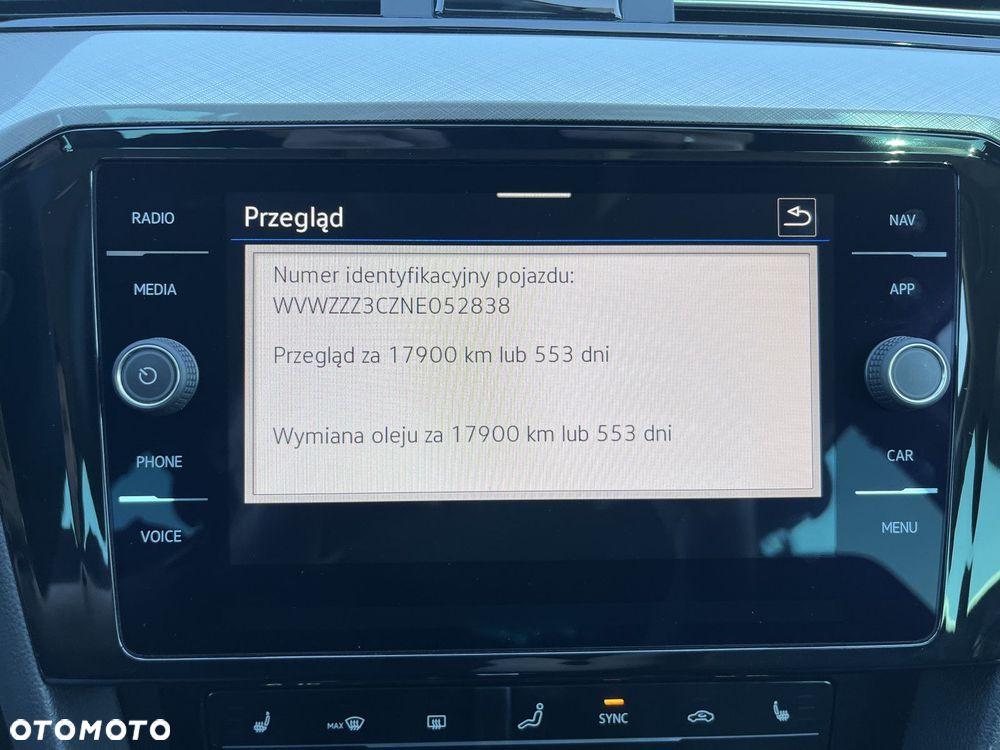 RADIO
MEDIA
PHONE
VOICE
Przegląd
Numer identyfikacyjny pojazdu:
WVWZZZ3CZNE052838
Przegląd za 17900 km lub 553 dni
Wymiana oleju za 17900 km lub 553 dni
NAV
APP
CAR
MENU
MAX
SYNC
OTOMOTO